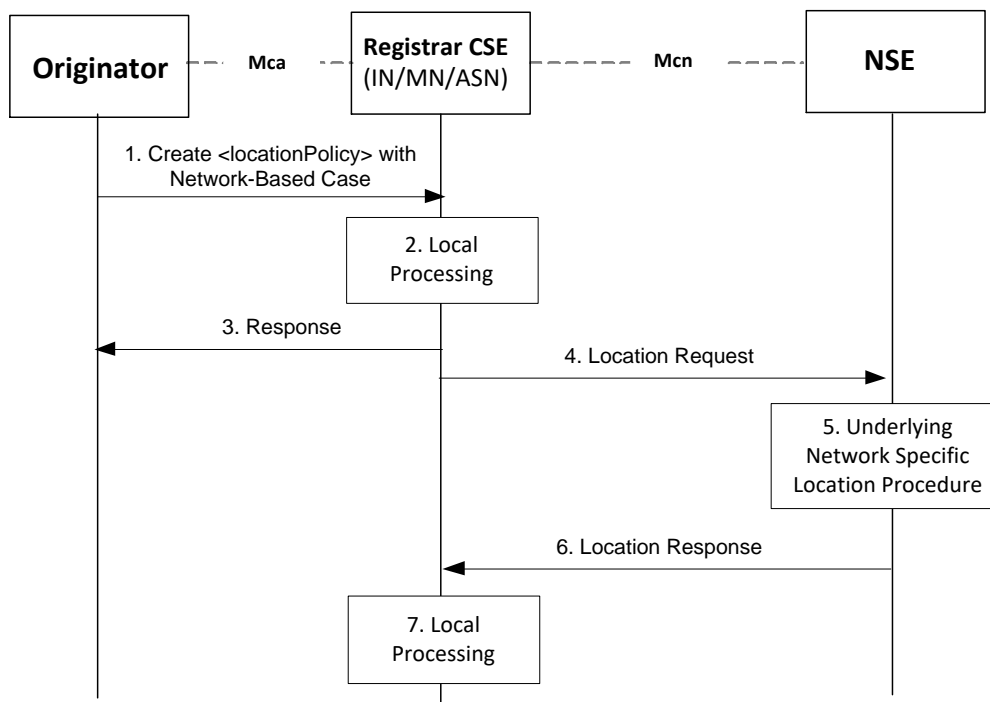 Originator
Mca
Registrar CSE
(IN/MN/ASN)
Mcn
NSE
1. Create <locationPolicy> with
Network-Based Case
2. Local
Processing
3. Response
4. Location Request
5. Underlying
Network Specific
Location Procedure
6. Location Response
7. Local
Processing